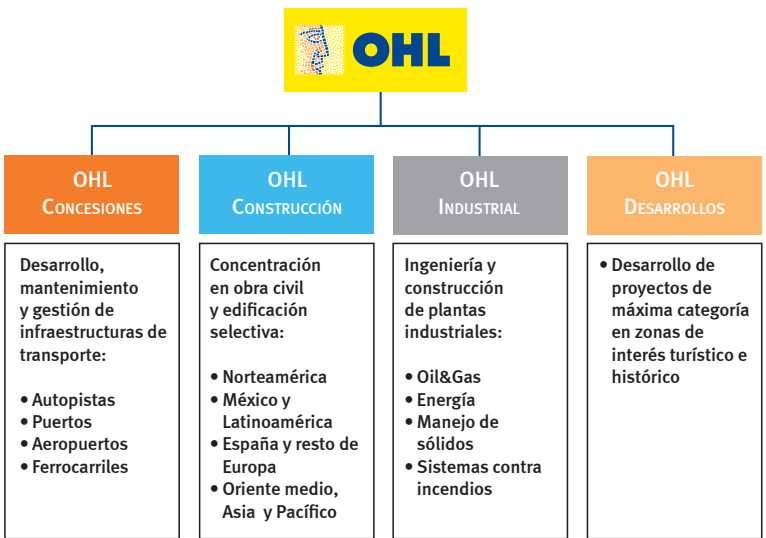 OHL
OHL
CONCESIONES
Desarrollo,
mantenimiento
y gestión de
infraestructuras de
transporte:
• Autopistas
• Puertos
• Aeropuertos
• Ferrocarriles
OHL
CONSTRUCCIÓN
Concentración
en obra civil
y edificación
selectiva:
• Norteamérica
• México y
Latinoamérica
• España y resto de
Europa
• Oriente medio,
Asia y Pacífico
OHL
INDUSTRIAL
Ingeniería y
construcción
de plantas
industriales:
• Oil&Gas
• Energía
• Manejo de
sólidos
• Sistemas contra
incendios
OHL
DESARROLLOS
• Desarrollo de
proyectos de
máxima categoría
en zonas de
interés turístico e
histórico